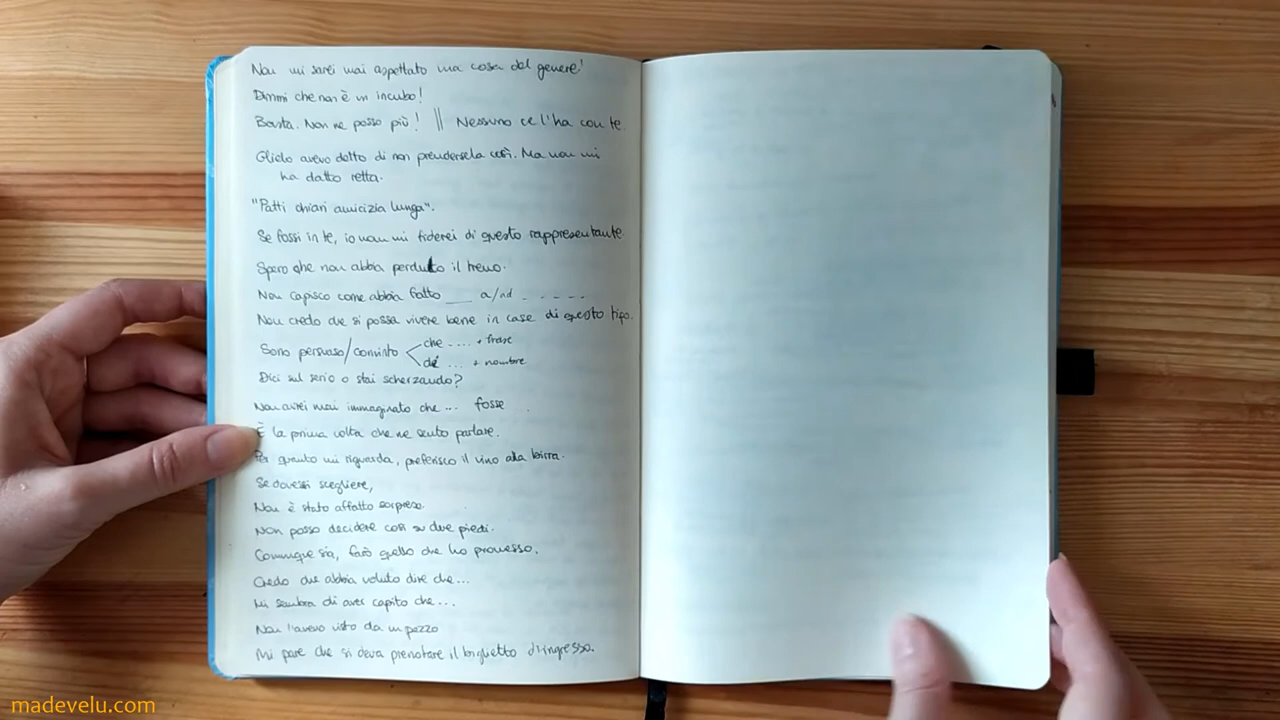 Non mi sarei mai aspettato una cosa del genere!
Dimmi che non è un incubo!
Basta. Non ne posso più! || Nessuno ce l'ha con te.
Glielo avevo detto di non prendersela così. Ma non mi
ha datto retta.
"Patti chiari amicizia lunga".
Se fossi in te, io non mi fiderei di questo rappresentante.
Spero che non abbia perduto il treno.
Non capisco come abbia fatto ___ a/ad - - - - -
Non credo che si possa vivere bene in case di questo tipo.
Sono persuaso/convinto < che .... + frase
de ... + nombre
Dici sul serio o stai scherzando?
Non avrei mai immaginato che ... fosse
È la prima volta che ne sento parlare.
Per quanto mi riguarda, preferisco il vino alla birra.
Se dovessi scegliere,
Non è stato affatto sorpreso.
Non posso decidere così su due piedi.
Comunque sia, farò quello che ho promesso.
Credo che abbia voluto dire che...
Mi sembra di aver capito che...
Non l'avevo visto da un pezzo
Mi pare che si deva prenotare il biglietto d'ingresso.
madevelu.com